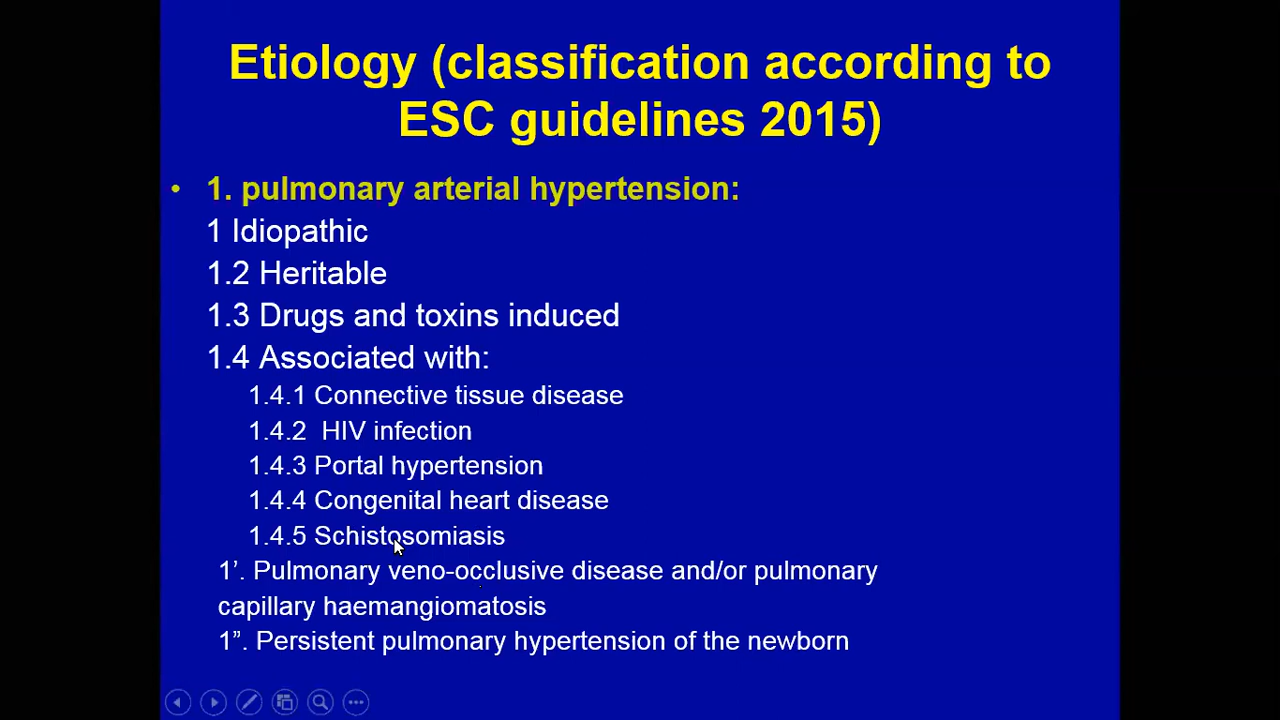 Etiology (classification according to
ESC guidelines 2015)
• 1. pulmonary arterial hypertension:
1 Idiopathic
1.2 Heritable
1.3 Drugs and toxins induced
1.4 Associated with:
1.4.1 Connective tissue disease
1.4.2  HIV infection
1.4.3 Portal hypertension
1.4.4 Congenital heart disease
1.4.5 Schistosomiasis
1’. Pulmonary veno-occlusive disease and/or pulmonary
capillary haemangiomatosis
1”. Persistent pulmonary hypertension of the newborn